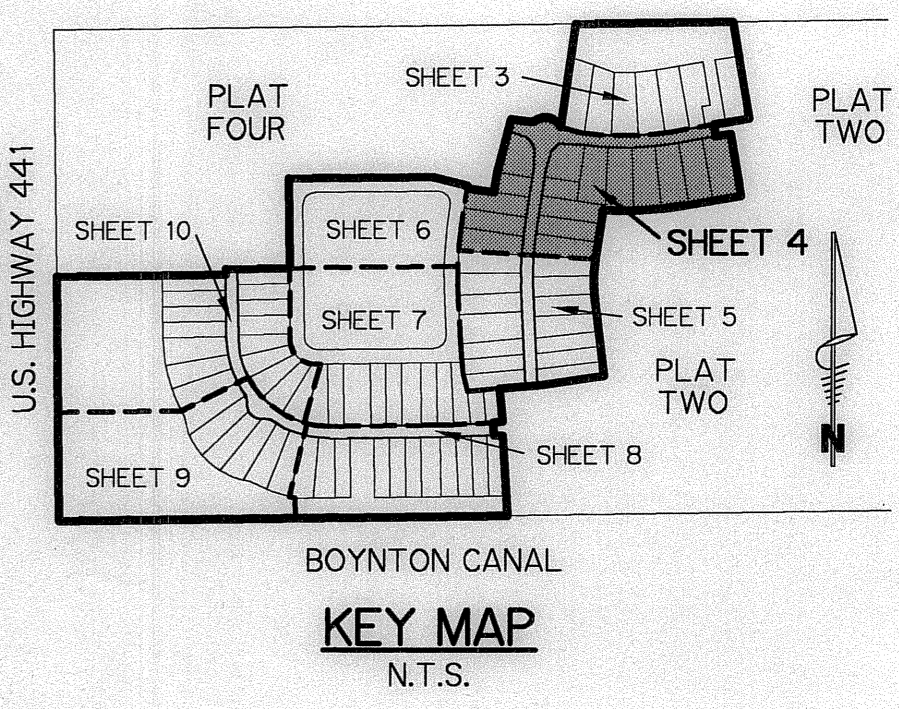 SHEET 3
PLAT
FOUR
PLAT
TWO
U.S. HIGHWAY 441
SHEET 10
SHEET 6
SHEET 4
SHEET 7
SHEET 5
PLAT
TWO
N
SHEET 8
SHEET 9
BOYNTON CANAL
KEY MAP
N.T.S.